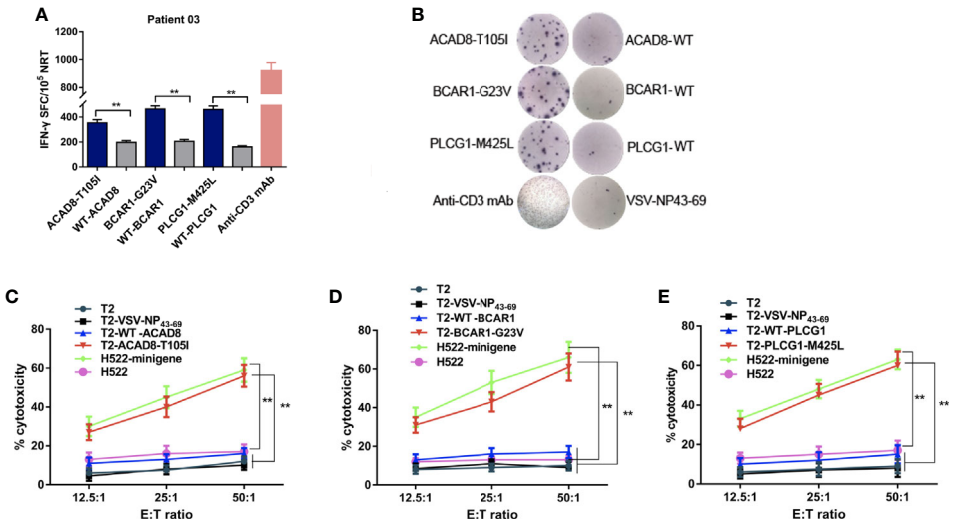 A
Patient 03
IFN-γ SFC/10⁵ NRT
1200
1000
800
600
400
200
0
**
**
**
ACAD8-T105I
WT-ACAD8
BCAR1-G23V
WT-BCAR1
PLCG1-M425L
WT-PLCG1
Anti-CD3 mAb
B
ACAD8-T105I
ACAD8-WT
BCAR1-G23V
BCAR1-WT
PLCG1-M425L
PLCG1-WT
Anti-CD3 mAb
VSV-NP43-69
C
T2
T2-VSV-NP43-69
T2-WT -ACAD8
T2-ACAD8-T105I
H522-minigene
H522
% cytotoxicity
80
60
40
20
0
**
**
12.5:1
25:1
50:1
E:T ratio
D
T2
T2-VSV-NP43-69
T2-WT -BCAR1
T2-BCAR1-G23V
H522-minigene
H522
% cytotoxicity
80
60
40
20
0
**
**
12.5:1
25:1
50:1
E:T ratio
E
T2
T2-VSV-NP43-69
T2-WT-PLCG1
T2-PLCG1-M425L
H522-minigene
H522
% cytotoxicity
80
60
40
20
0
**
**
12.5:1
25:1
50:1
E:T ratio